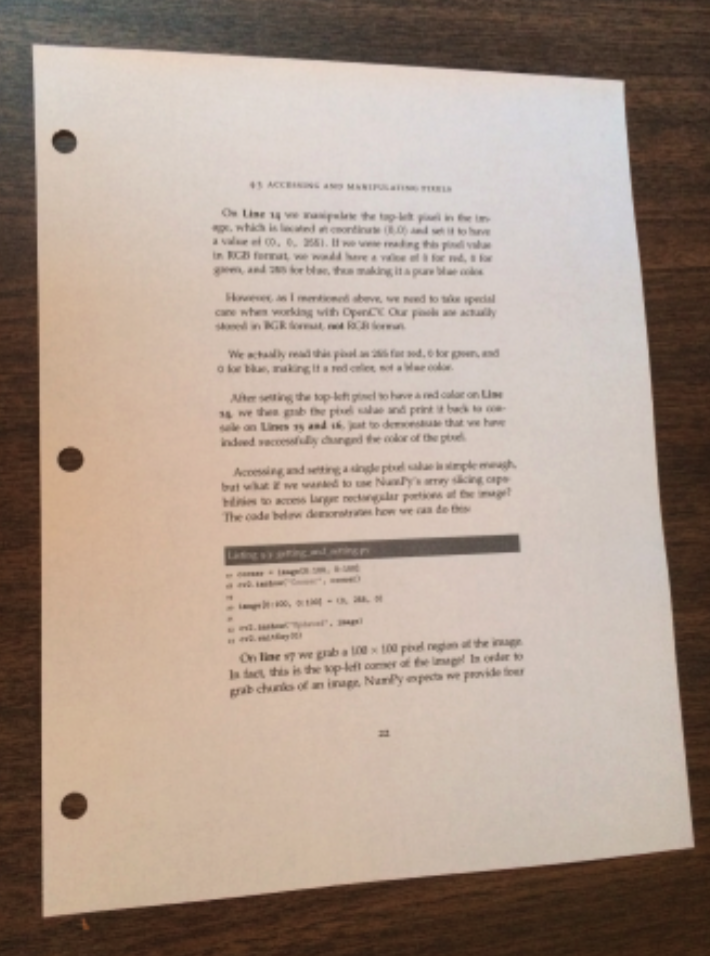 4.3 ACCESSING AND MANIPULATING PIXELS
On Line 14 we manipulate the top-left pixel in the im-
age, which is located at coordinate (0,0) and set it to have
a value of (0, 0, 255). If we were reading this pixel value
in RGB format, we would have a value of 0 for red, 0 for
green, and 255 for blue, thus making it a pure blue color.
However, as I mentioned above, we need to take special
care when working with OpenCV. Our pixels are actually
stored in BGR format, not RGB format.
We actually read this pixel as 255 for red, 0 for green, and
0 for blue, making it a red color, not a blue color.
After setting the top-left pixel to have a red color on Line
14, we then grab the pixel value and print it back to con-
sole on Lines 15 and 16, just to demonstrate that we have
indeed successfully changed the color of the pixel.
Accessing and setting a single pixel value is simple enough,
but what if we wanted to use NumPy's array slicing capa-
bilities to access larger rectangular portions of the image?
The code below demonstrates how we can do this:
Listing 4.3: getting_and_setting.py
corner = image[0:100, 0:100]
cv2.imshow("Corner", corner)
image[0:100, 0:100] = (0, 255, 0)
cv2.imshow("Updated", image)
cv2.waitKey(0)
On line 17 we grab a 100 × 100 pixel region of the image.
In fact, this is the top-left corner of the image! In order to
grab chunks of an image, NumPy expects we provide four
22